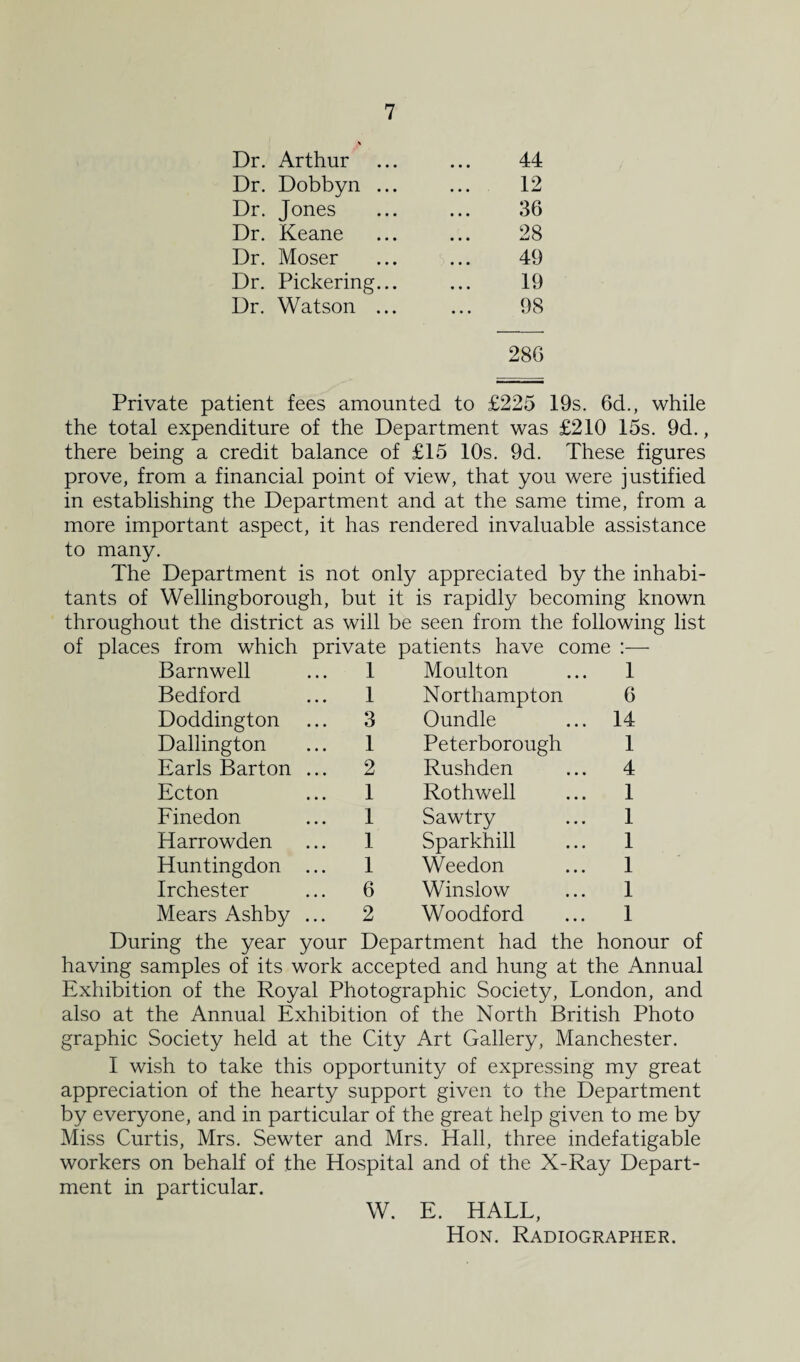 7
Dr. Arthur ... ... 44
Dr. Dobbyn ... ... 12
Dr. Jones ... ... 36
Dr. Keane ... ... 28
Dr. Moser ... ... 49
Dr. Pickering... ... 19
Dr. Watson ... ... 98
286
Private patient fees amounted to £225 19s. 6d., while
the total expenditure of the Department was £210 15s. 9d.,
there being a credit balance of £15 10s. 9d. These figures
prove, from a financial point of view, that you were justified
in establishing the Department and at the same time, from a
more important aspect, it has rendered invaluable assistance
to many.
The Department is not only appreciated by the inhabi-
tants of Wellingborough, but it is rapidly becoming known
throughout the district as will be seen from the following list
of places from which private patients have come :—
Barnwell ... 1 Moulton ... 1
Bedford ... 1 Northampton 6
Doddington ... 3 Oundle ... 14
Dallington ... 1 Peterborough 1
Earls Barton ... 2 Rushden ... 4
Ecton ... 1 Rothwell ... 1
Finedon ... 1 Sawtry ... 1
Harrowden ... 1 Sparkhill ... 1
Huntingdon ... 1 Weedon ... 1
Irchester ... 6 Winslow ... 1
Mears Ashby ... 2 Woodford ... 1
During the year your Department had the honour of
having samples of its work accepted and hung at the Annual
Exhibition of the Royal Photographic Society, London, and
also at the Annual Exhibition of the North British Photo
graphic Society held at the City Art Gallery, Manchester.
I wish to take this opportunity of expressing my great
appreciation of the hearty support given to the Department
by everyone, and in particular of the great help given to me by
Miss Curtis, Mrs. Sewter and Mrs. Hall, three indefatigable
workers on behalf of the Hospital and of the X-Ray Depart-
ment in particular.
W. E. HALL,
Hon. Radiographer.